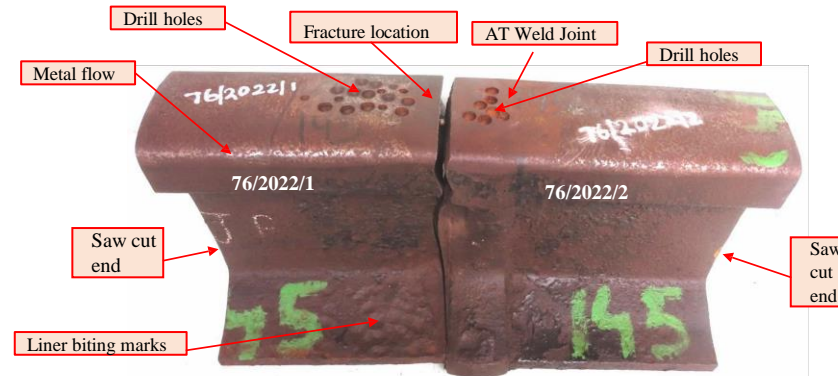 Drill holes
Fracture location
AT Weld Joint
Drill holes
Metal flow
76/2022/1
76/2022/2
76/2022/1
76/2022/2
Saw cut
end
Saw
cut
end
75
145
Liner biting marks